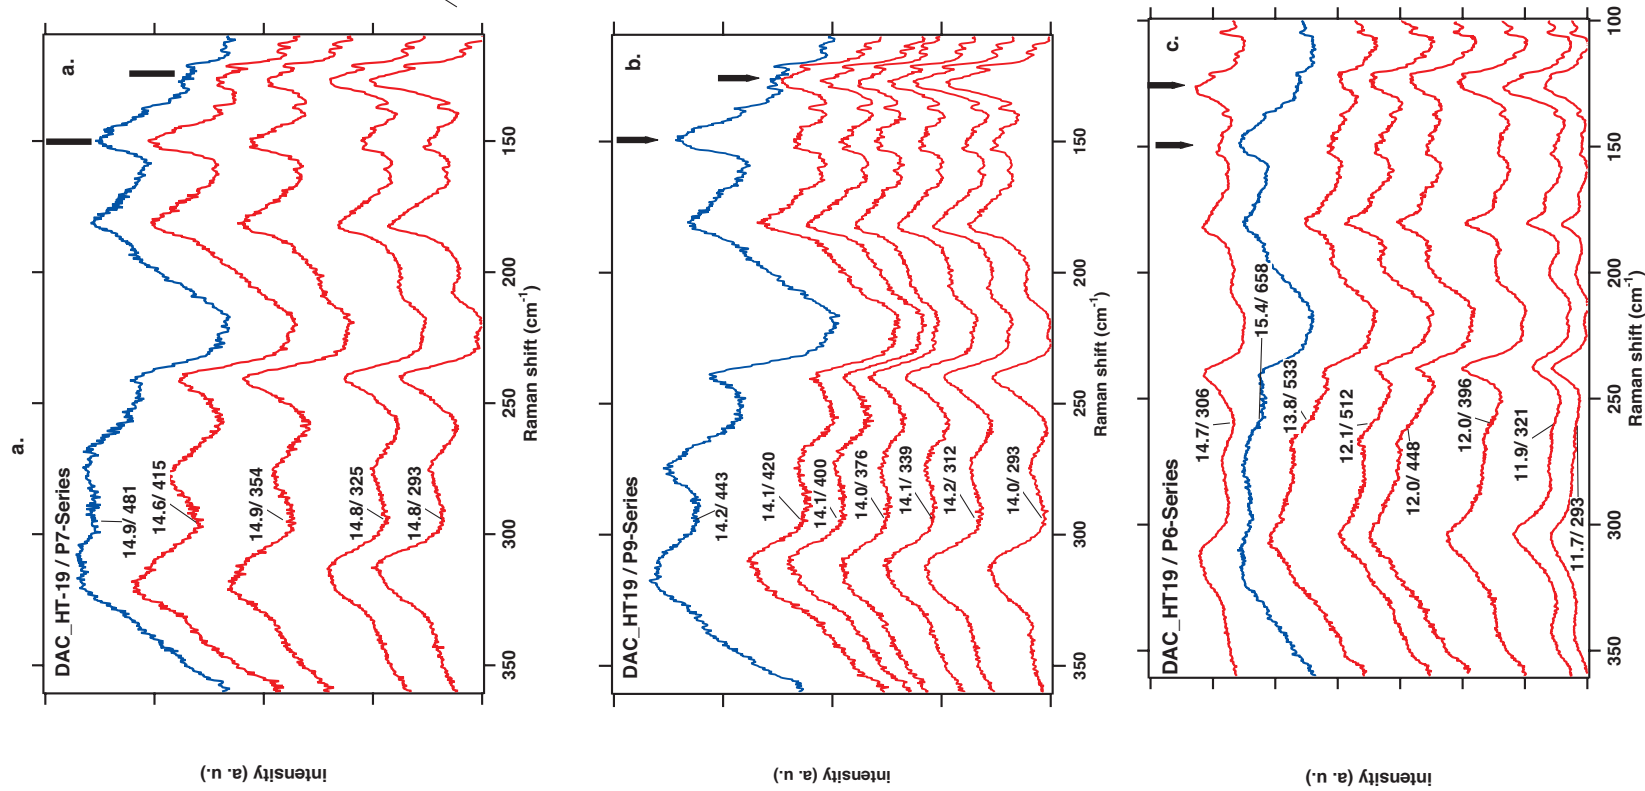 a.
DAC_HT-19 / P7-Series
a.
14.9/ 481
14.6/ 415
14.9/ 354
14.8/ 325
14.8/ 293
350
300
250
200
150
Raman shift (cm-1)
intensity (a. u.)
DAC_HT19 / P9-Series
b.
14.2/ 443
14.1/ 420
14.1/ 400
14.0/ 376
14.1/ 339
14.2/ 312
14.0/ 293
350
300
250
200
150
Raman shift (cm-1)
intensity (a. u.)
DAC_HT19 / P6-Series
c.
14.7/ 306
15.4/ 658
13.8/ 533
12.1/ 512
12.0/ 448
12.0/ 396
11.9/ 321
11.7/ 293
350
300
250
200
150
100
Raman shift (cm-1)
intensity (a. u.)